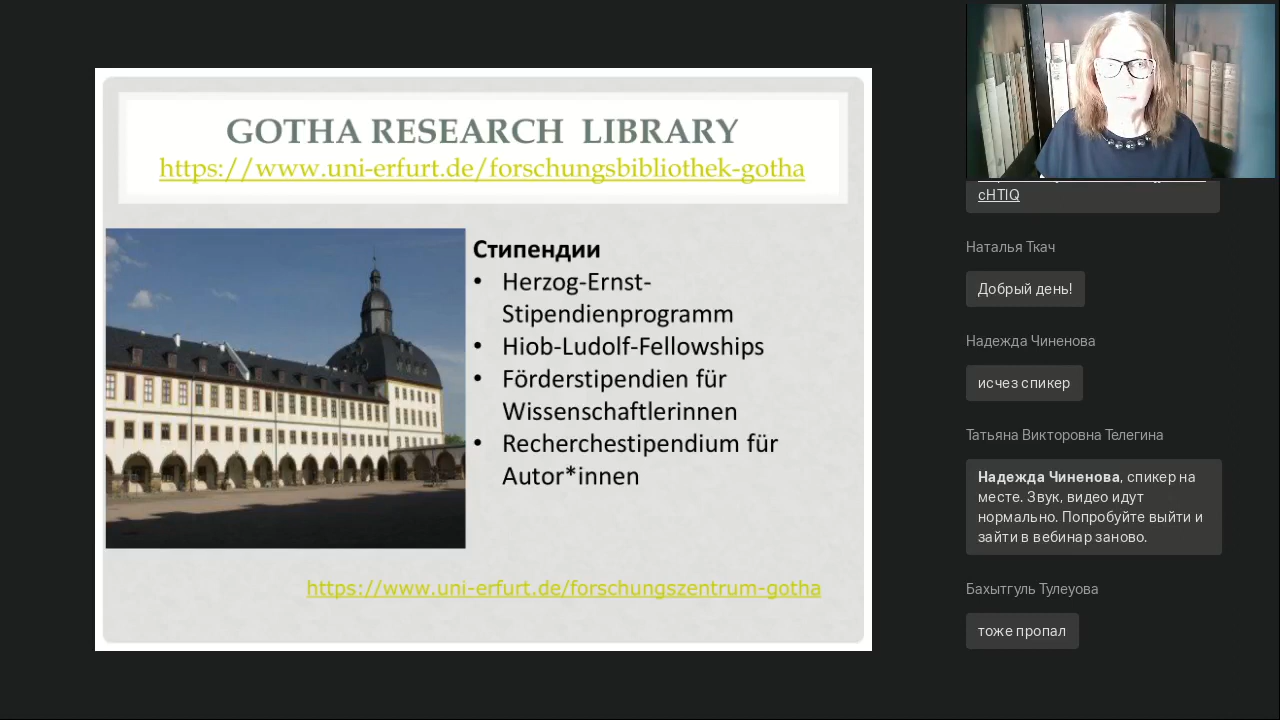 GOTHA RESEARCH LIBRARY
https://www.uni-erfurt.de/forschungsbibliothek-gotha
Стипендии
• Herzog-Ernst-
Stipendienprogramm
• Hiob-Ludolf-Fellowships
• Förderstipendien für
Wissenschaftlerinnen
• Recherchestipendium für
Autor*innen
https://www.uni-erfurt.de/forschungszentrum-gotha
cHTlQ
Наталья Ткач
Добрый день!
Надежда Чиненова
исчез спикер
Татьяна Викторовна Телегина
Надежда Чиненова, спикер на
месте. Звук, видео идут
нормально. Попробуйте выйти и
зайти в вебинар заново.
Бахытгуль Тулеуова
тоже пропал